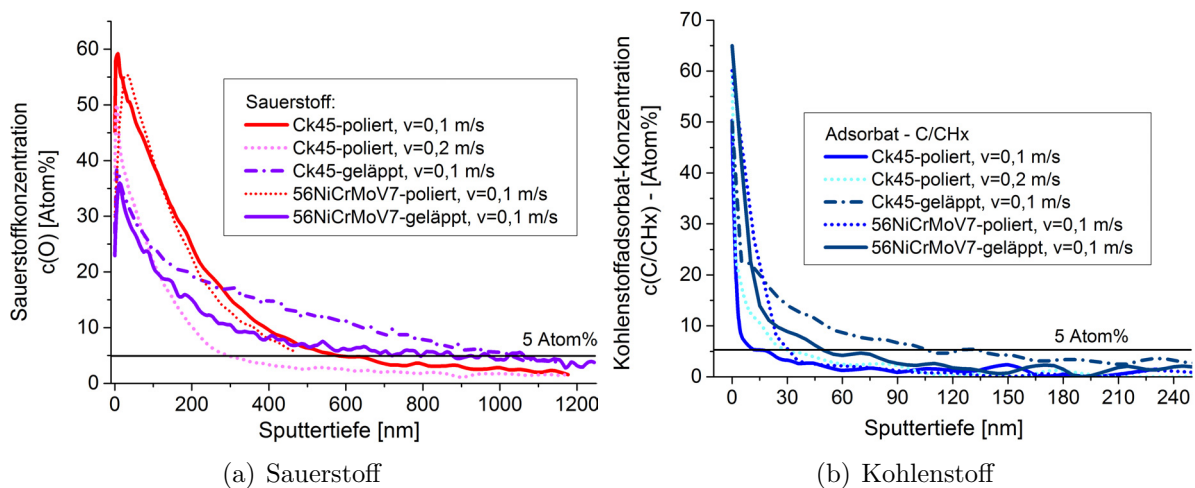 Sauerstoffkonzentration
c(O) [Atom%]
60
50
40
30
20
10
5
0
Sauerstoff:
Ck45-poliert, v=0,1 m/s
Ck45-poliert, v=0,2 m/s
Ck45-geläppt, v=0,1 m/s
56NiCrMoV7-poliert, v=0,1 m/s
56NiCrMoV7-geläppt, v=0,1 m/s
5 Atom%
0 200 400 600 800 1000 1200
Sputtertiefe [nm]
(a) Sauerstoff
Kohlenstoffadsorbat-Konzentration
c(C/CHx) - [Atom%]
70
60
50
40
30
20
10
5
0
Adsorbat - C/CHx
Ck45-poliert, v=0,1 m/s
Ck45-poliert, v=0,2 m/s
Ck45-geläppt, v=0,1 m/s
56NiCrMoV7-poliert, v=0,1 m/s
56NiCrMoV7-geläppt, v=0,1 m/s
5 Atom%
0 30 60 90 120 150 180 210 240
Sputtertiefe [nm]
(b) Kohlenstoff